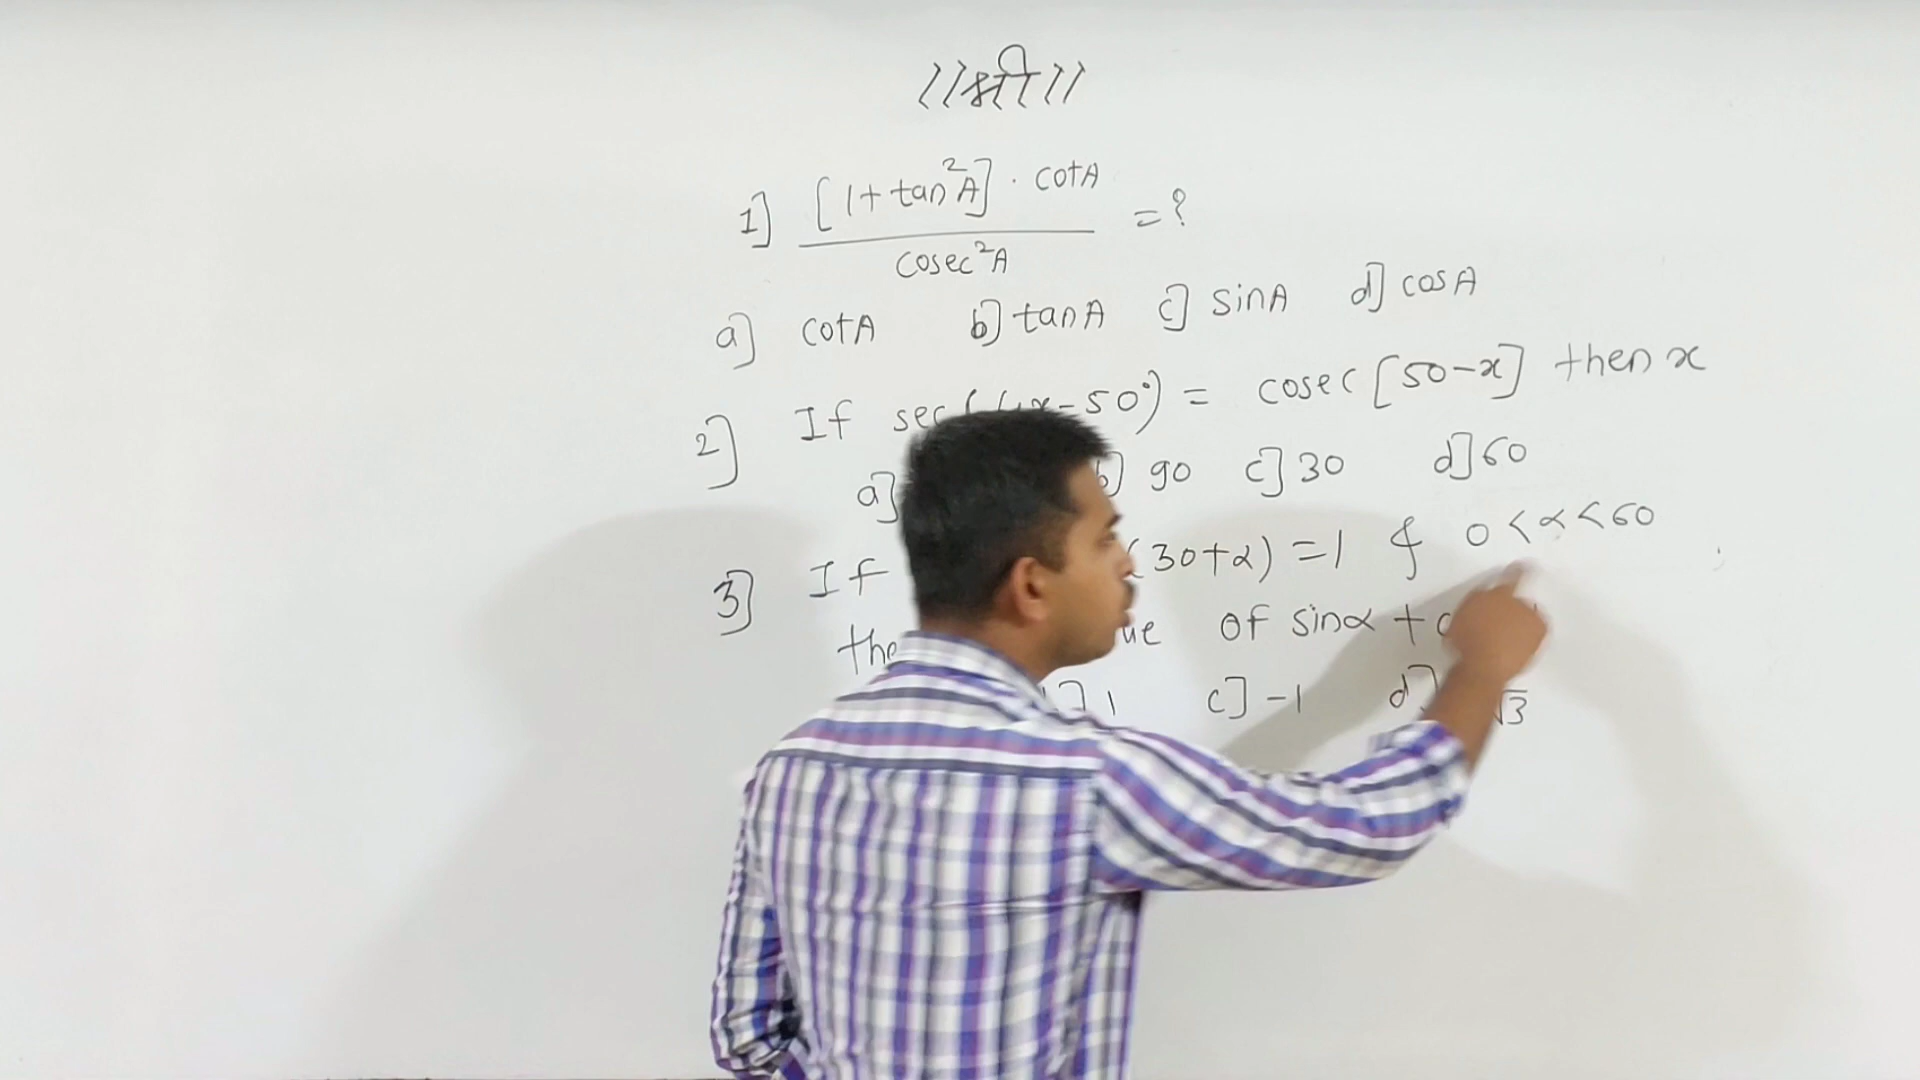 ||श्री||
1] [1+tan²A] · cotA
= ?
cosec²A
a] cotA b] tanA c] sinA d] cosA
2] If sec(4x-50°) = cosec [50-x] then x
a] b] 90 c] 30 d] 60
3] If (30+α) = 1 & 0<α<60
of sinα +
1 c] -1 d] √3